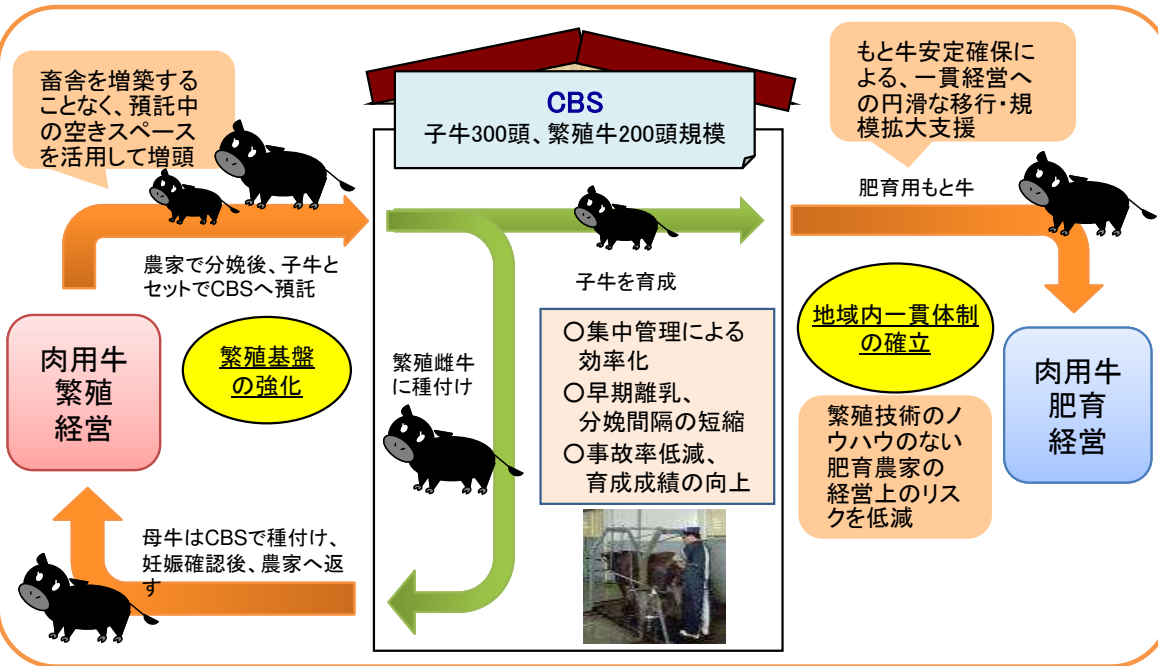 畜舎を増築する
ことなく、預託中
の空きスペース
を活用して増頭
CBS
子牛300頭、繁殖牛200頭規模
もと牛安定確保に
よる、一貫経営へ
の円滑な移行・規
模拡大支援
肥育用もと牛
農家で分娩後、子牛と
セットでCBSへ預託
子牛を育成
肉用牛
繁殖
経営
繁殖基盤
の強化
繁殖雌牛
に種付け
〇集中管理による
効率化
〇早期離乳、
分娩間隔の短縮
〇事故率低減、
育成成績の向上
地域内一貫体制
の確立
肉用牛
肥育
経営
繁殖技術のノ
ウハウのない
肥育農家の
経営上のリス
クを低減
母牛はCBSで種付け、
妊娠確認後、農家へ返
す